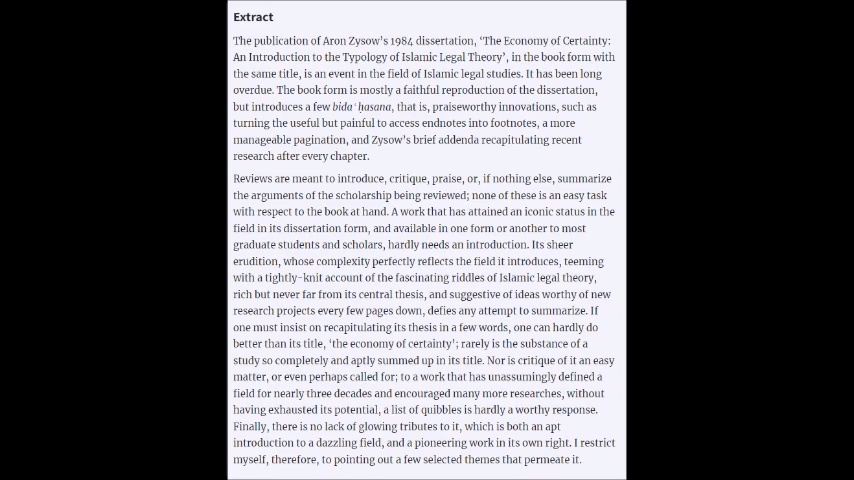 Extract
The publication of Aron Zysow’s 1984 dissertation, ‘The Economy of Certainty:
An Introduction to the Typology of Islamic Legal Theory’, in the book form with
the same title, is an event in the field of Islamic legal studies. It has been long
overdue. The book form is mostly a faithful reproduction of the dissertation,
but introduces a few bidaʿ ḥasana, that is, praiseworthy innovations, such as
turning the useful but painful to access endnotes into footnotes, a more
manageable pagination, and Zysow’s brief addenda recapitulating recent
research after every chapter.
Reviews are meant to introduce, critique, praise, or, if nothing else, summarize
the arguments of the scholarship being reviewed; none of these is an easy task
with respect to the book at hand. A work that has attained an iconic status in the
field in its dissertation form, and available in one form or another to most
graduate students and scholars, hardly needs an introduction. Its sheer
erudition, whose complexity perfectly reflects the field it introduces, teeming
with a tightly-knit account of the fascinating riddles of Islamic legal theory,
rich but never far from its central thesis, and suggestive of ideas worthy of new
research projects every few pages down, defies any attempt to summarize. If
one must insist on recapitulating its thesis in a few words, one can hardly do
better than its title, ‘the economy of certainty’; rarely is the substance of a
study so completely and aptly summed up in its title. Nor is critique of it an easy
matter, or even perhaps called for; to a work that has unassumingly defined a
field for nearly three decades and encouraged many more researches, without
having exhausted its potential, a list of quibbles is hardly a worthy response.
Finally, there is no lack of glowing tributes to it, which is both an apt
introduction to a dazzling field, and a pioneering work in its own right. I restrict
myself, therefore, to pointing out a few selected themes that permeate it.